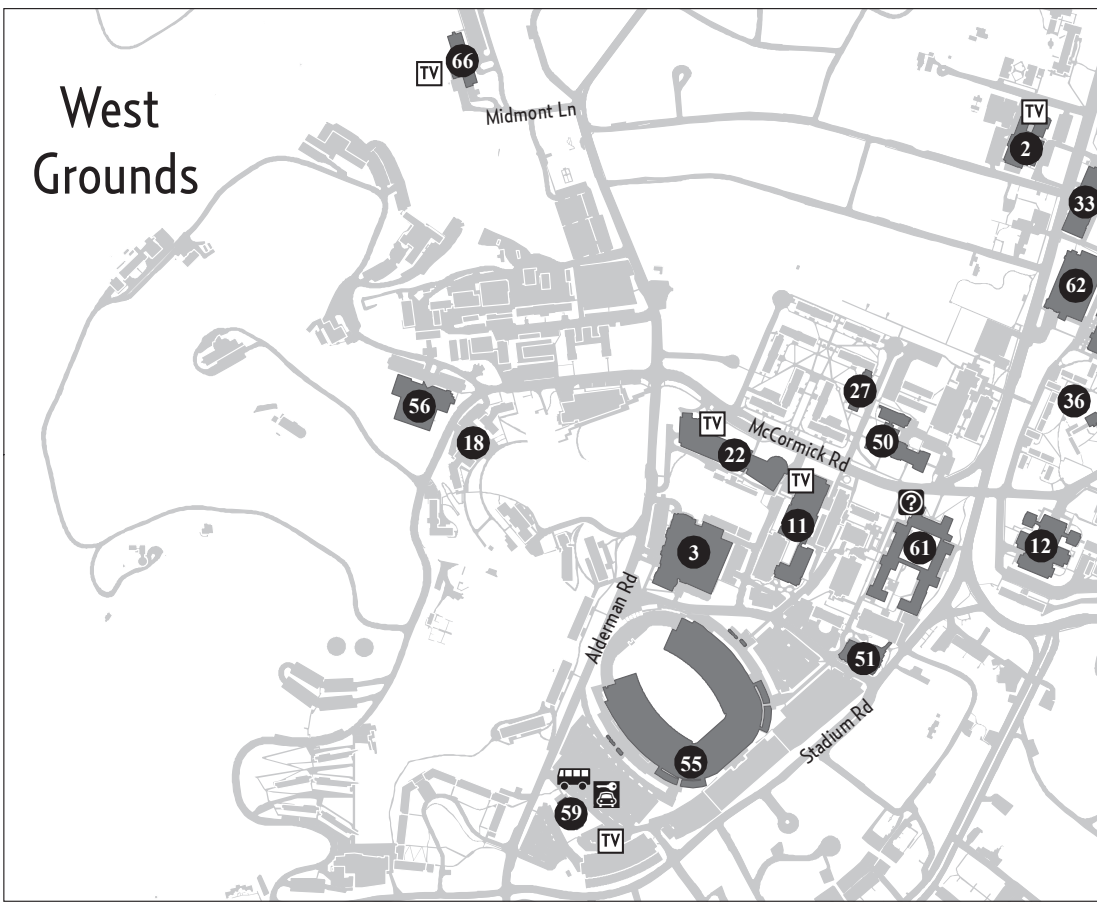 West
Grounds
66
TV
Midmont Ln
TV
2
33
62
27
36
56
18
TV
22
McCormick Rd
50
TV
11
?
61
12
3
Alderman Rd
51
Stadium Rd
55
59
TV